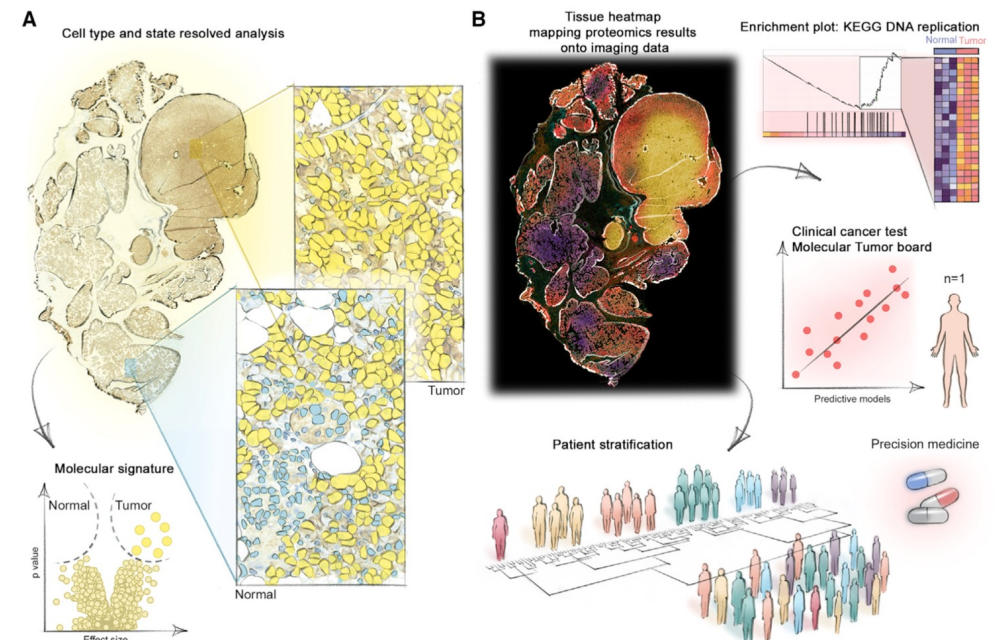 A
Cell type and state resolved analysis
Tumor
Normal
Molecular signature
Normal
Tumor
p value
Effect size
B
Tissue heatmap
mapping proteomics results
onto imaging data
Enrichment plot: KEGG DNA replication
Normal Tumor
Clinical cancer test
Molecular Tumor board
n=1
Predictive models
Patient stratification
Precision medicine